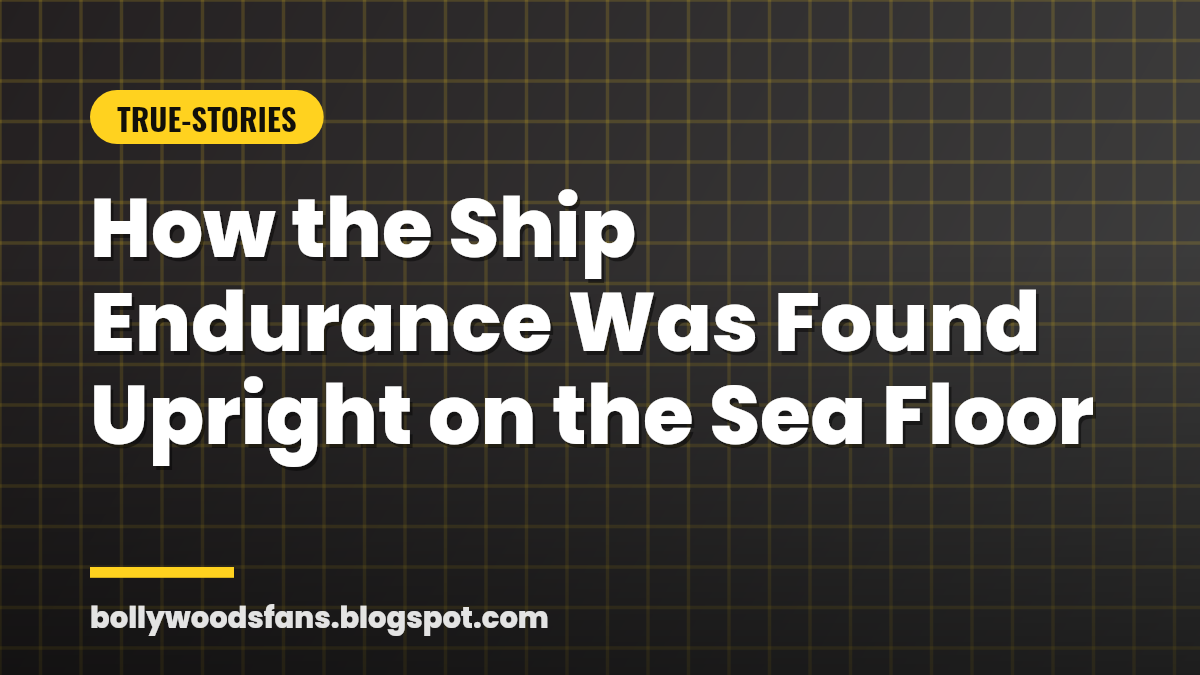 TRUE-STORIES
How the Ship
Endurance Was Found
Upright on the Sea Floor
bollywoodsfans.blogspot.com